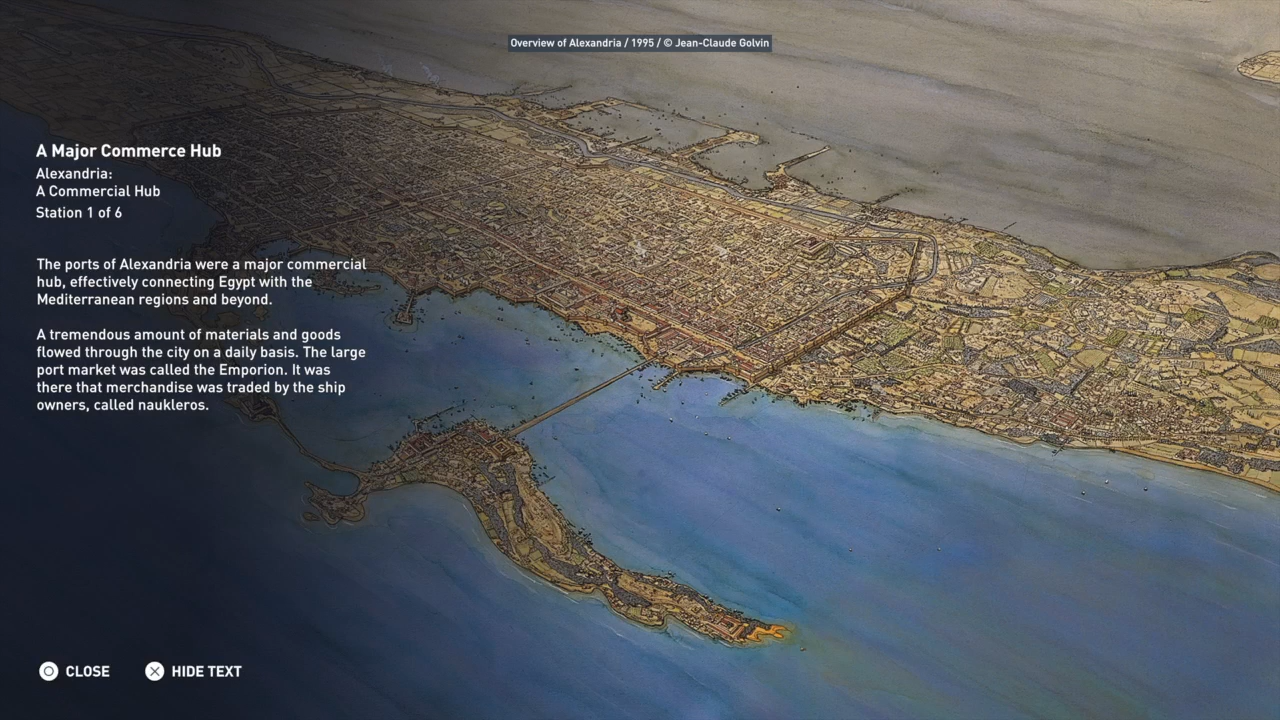 Overview of Alexandria / 1995 / © Jean-Claude Golvin
A Major Commerce Hub
Alexandria:
A Commercial Hub
Station 1 of 6
The ports of Alexandria were a major commercial
hub, effectively connecting Egypt with the
Mediterranean regions and beyond.
A tremendous amount of materials and goods
flowed through the city on a daily basis. The large
port market was called the Emporion. It was
there that merchandise was traded by the ship
owners, called naukleros.
CLOSE
HIDE TEXT